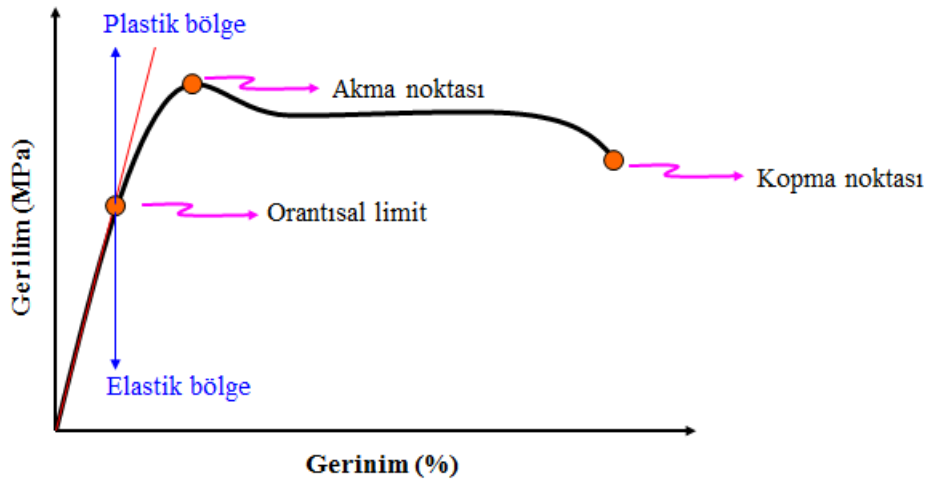 Plastik bölge
Akma noktası
Kopma noktası
Orantısal limit
Gerilim (MPa)
Elastik bölge
Gerinim (%)